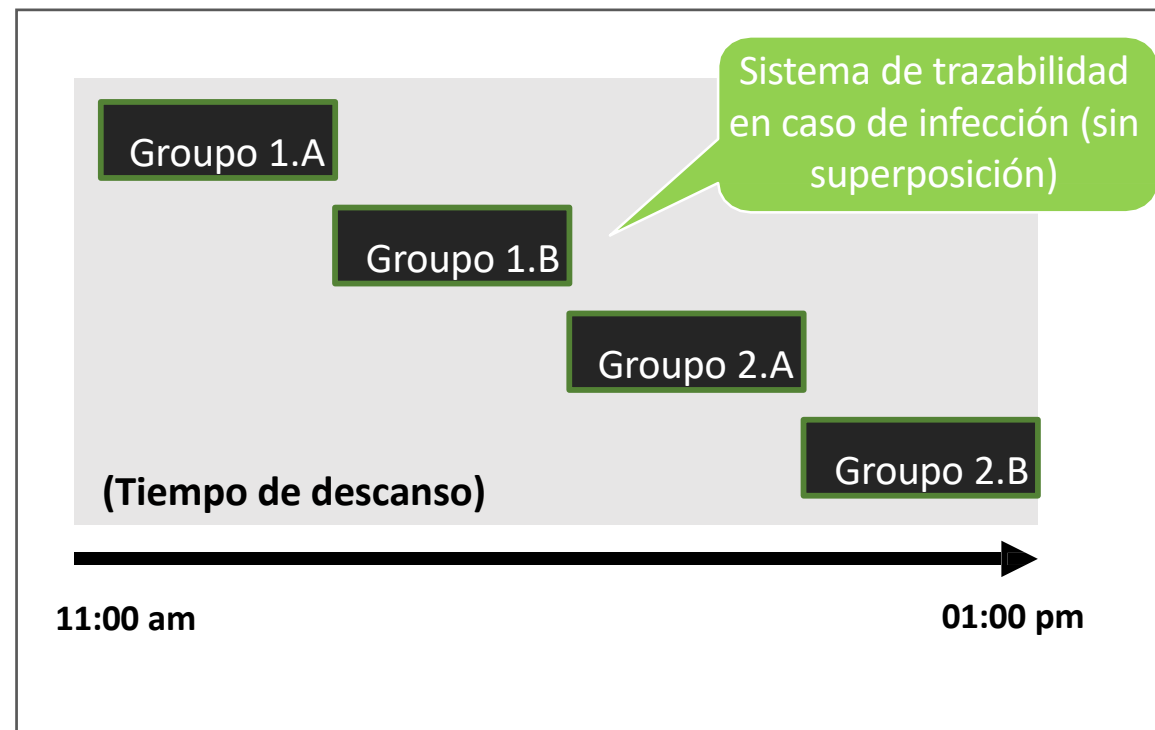 Sistema de trazabilidad
en caso de infección (sin
superposición)
Groupo 1.A
Groupo 1.B
Groupo 2.A
Groupo 2.B
(Tiempo de descanso)
11:00 am
01:00 pm